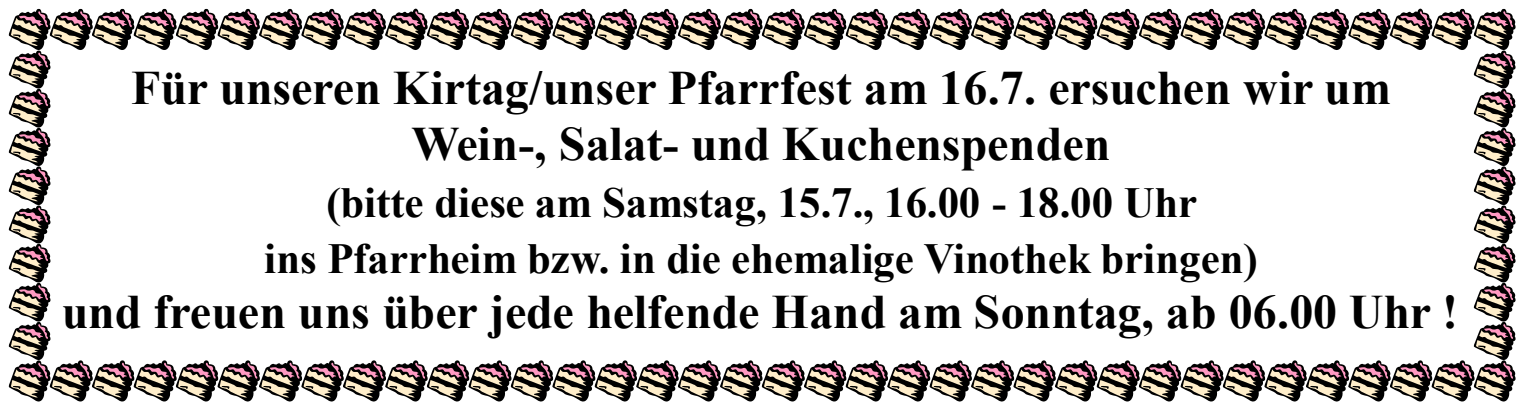 Für unseren Kirtag/unser Pfarrfest am 16.7. ersuchen wir um
Wein-, Salat- und Kuchenspenden
(bitte diese am Samstag, 15.7., 16.00 - 18.00 Uhr
ins Pfarrheim bzw. in die ehemalige Vinothek bringen)
und freuen uns über jede helfende Hand am Sonntag, ab 06.00 Uhr !